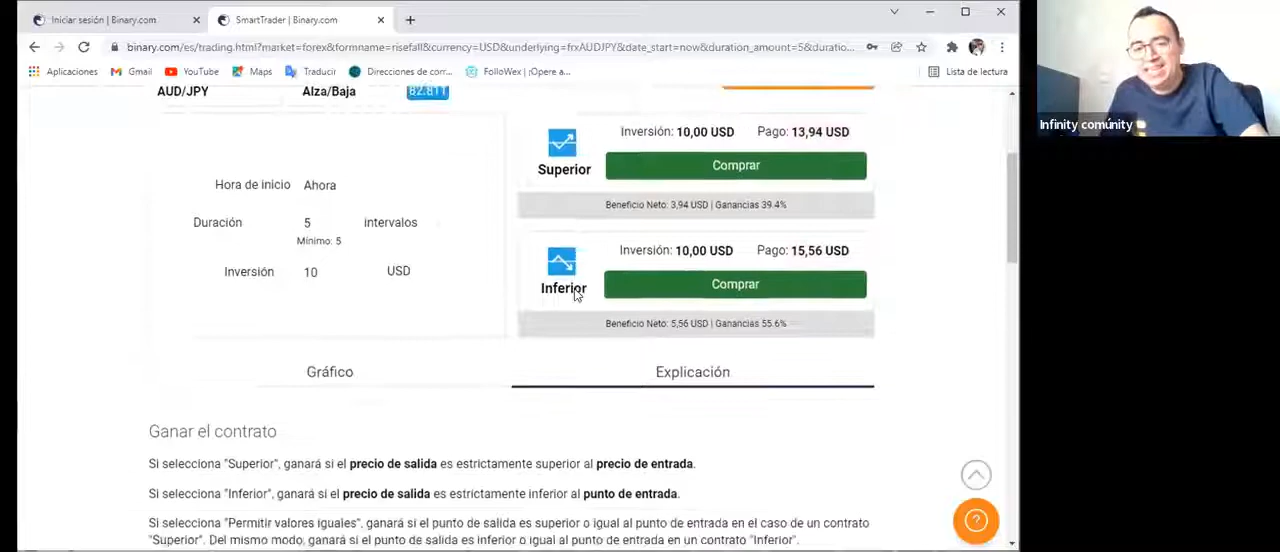 Iniciar sesión | Binary.com
SmartTrader | Binary.com
binary.com/es/trading.html?market=forex&formname=risefall&currency=USD&underlying=frxAUDJPY&date_start=now&duration_amount=5&duratio...
Aplicaciones
Gmail
YouTube
Maps
Traducir
Direcciones de corr...
FolloWex | ¡Opere a...
Lista de lectura
AUD/JPY
Alza/Baja
82.811
Inversión: 10,00 USD Pago: 13,94 USD
Comprar
Superior
Beneficio Neto: 3,94 USD | Ganancias 39.4%
Hora de inicio Ahora
Duración 5 intervalos
Mínimo: 5
Inversión 10 USD
Inversión: 10,00 USD Pago: 15,56 USD
Comprar
Inferior
Beneficio Neto: 5,56 USD | Ganancias 55.6%
Gráfico
Explicación
Ganar el contrato
Si selecciona "Superior", ganará si el precio de salida es estrictamente superior al precio de entrada.
Si selecciona "Inferior", ganará si el precio de salida es estrictamente inferior al punto de entrada.
Si selecciona "Permitir valores iguales", ganará si el punto de salida es superior o igual al punto de entrada en el caso de un contrato
"Superior". Del mismo modo, ganará si el punto de salida es inferior o igual al punto de entrada en un contrato "Inferior".
Infinity comúnity